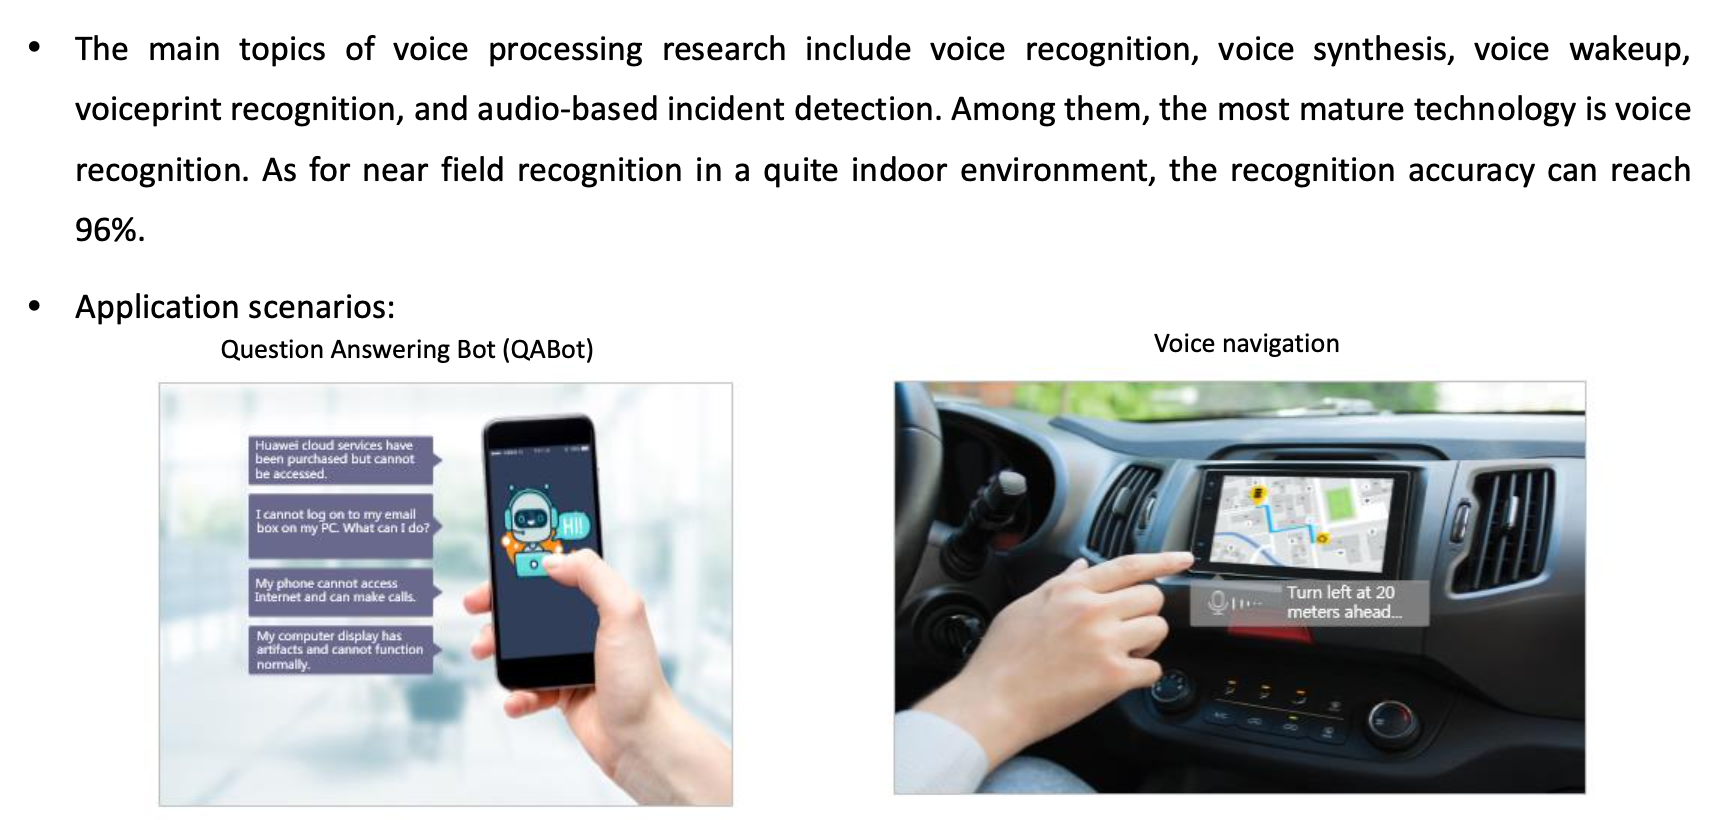 • The main topics of voice processing research include voice recognition, voice synthesis, voice wakeup,
voiceprint recognition, and audio-based incident detection. Among them, the most mature technology is voice
recognition. As for near field recognition in a quite indoor environment, the recognition accuracy can reach
96%.
• Application scenarios:
Question Answering Bot (QABot)
Huawei cloud services have
been purchased but cannot
be accessed.
I cannot log on to my email
box on my PC. What can I do?
My phone cannot access
Internet and can make calls.
My computer display has
artifacts and cannot function
normally.
HI!
Voice navigation
Turn left at 20
meters ahead...